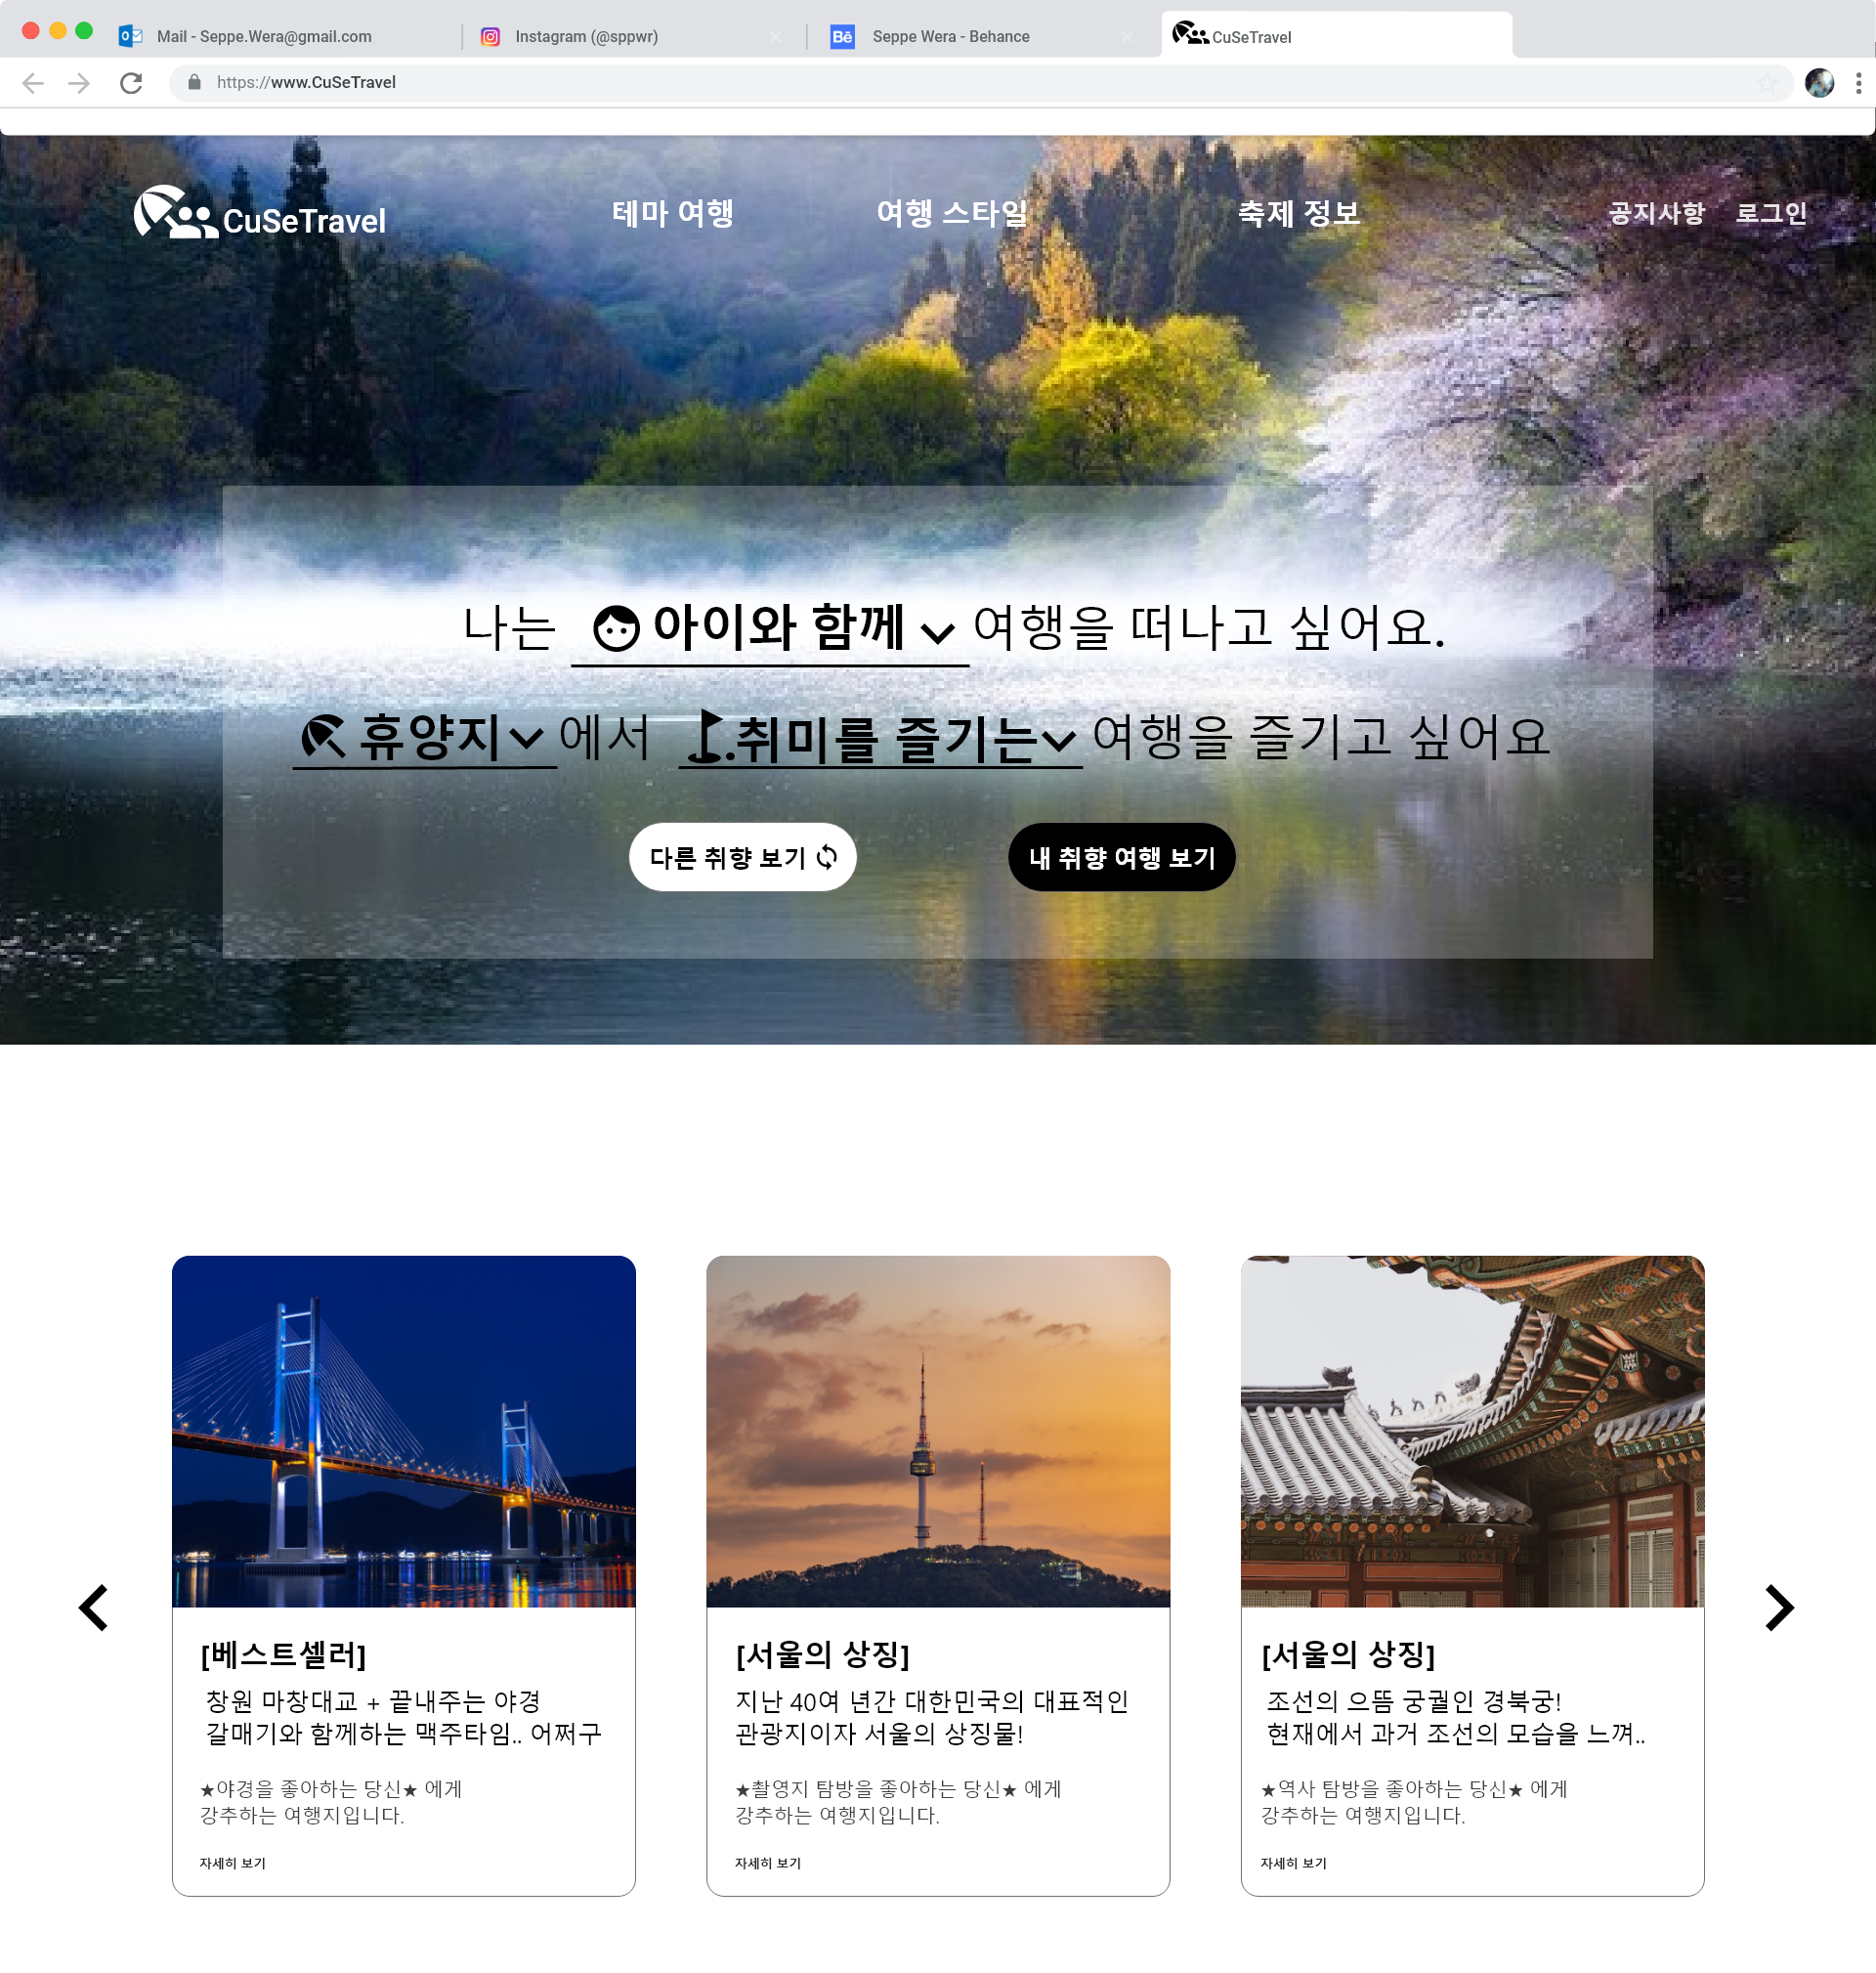 Mail - Seppe.Wera@gmail.com
Instagram (@sppwr)
Bē Seppe Wera - Behance
CuSeTravel
https://www.CuSeTravel
CuSeTravel
테마 여행
여행 스타일
축제 정보
공지사항
로그인
나는 아이와 함께 여행을 떠나고 싶어요.
휴양지 에서 .취미를 즐기는 여행을 즐기고 싶어요
다른 취향 보기
내 취향 여행 보기
[베스트셀러]
창원 마창대교 + 끝내주는 야경
갈매기와 함께하는 맥주타임.. 어쩌구
★야경을 좋아하는 당신★ 에게
강추하는 여행지입니다.
자세히 보기
[서울의 상징]
지난 40여 년간 대한민국의 대표적인
관광지이자 서울의 상징물!
★촬영지 탐방을 좋아하는 당신★ 에게
강추하는 여행지입니다.
자세히 보기
[서울의 상징]
조선의 으뜸 궁궐인 경북궁!
현재에서 과거 조선의 모습을 느껴..
★역사 탐방을 좋아하는 당신★ 에게
강추하는 여행지입니다.
자세히 보기